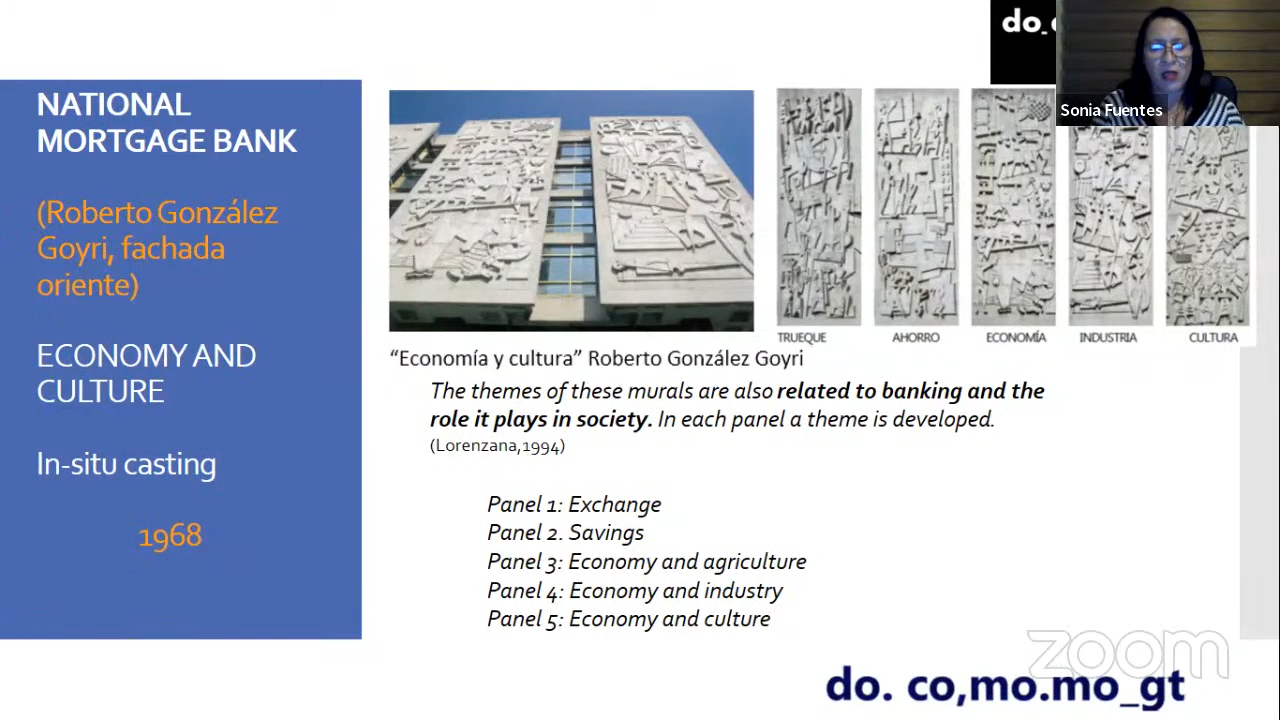 NATIONAL
MORTGAGE BANK
(Roberto González
Goyri, fachada
oriente)
ECONOMY AND
CULTURE
In-situ casting
1968
do_
Sonia Fuentes
TRUEQUE
AHORRO
ECONOMÍA
INDUSTRIA
CULTURA
“Economía y cultura” Roberto González Goyri
The themes of these murals are also related to banking and the
role it plays in society. In each panel a theme is developed.
(Lorenzana,1994)
Panel 1: Exchange
Panel 2. Savings
Panel 3: Economy and agriculture
Panel 4: Economy and industry
Panel 5: Economy and culture
zoom
do. co,mo.mo_gt